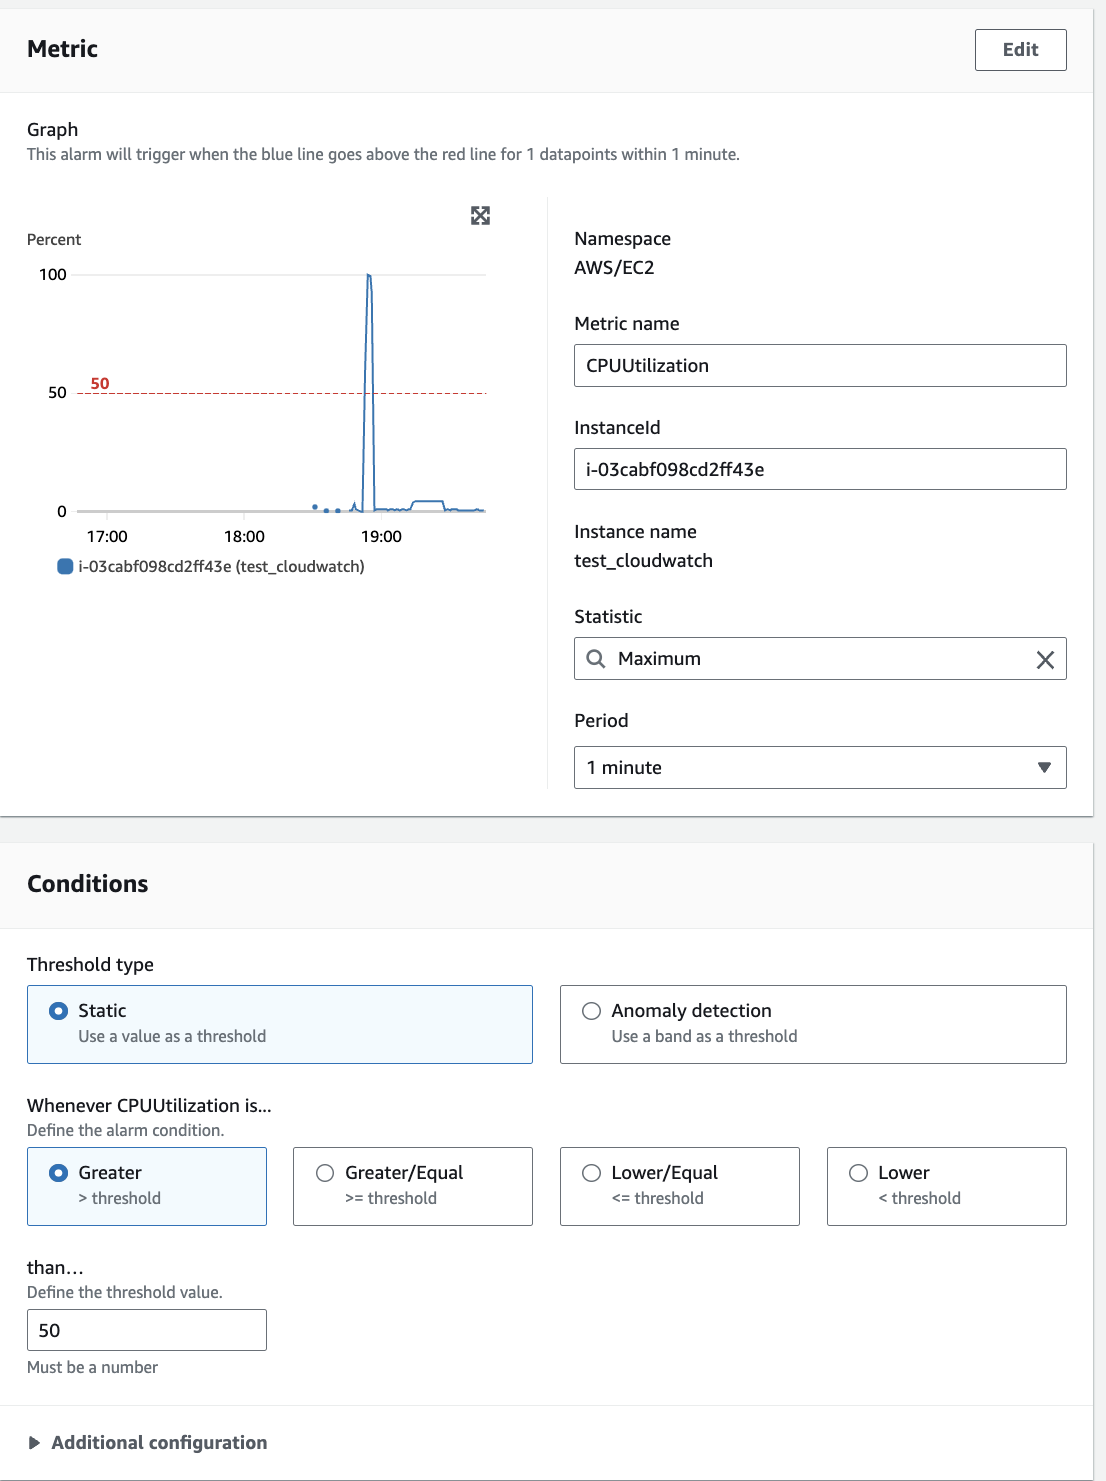 Metric
Edit
Graph
This alarm will trigger when the blue line goes above the red line for 1 datapoints within 1 minute.
Percent
100
50
50
0
17:00 18:00 19:00
i-03cabf098cd2ff43e (test_cloudwatch)
Namespace
AWS/EC2
Metric name
CPUUtilization
InstanceId
i-03cabf098cd2ff43e
Instance name
test_cloudwatch
Statistic
Maximum
Period
1 minute
Conditions
Threshold type
Static
Use a value as a threshold
Anomaly detection
Use a band as a threshold
Whenever CPUUtilization is...
Define the alarm condition.
Greater
> threshold
Greater/Equal
>= threshold
Lower/Equal
<= threshold
Lower
< threshold
than...
Define the threshold value.
50
Must be a number
Additional configuration